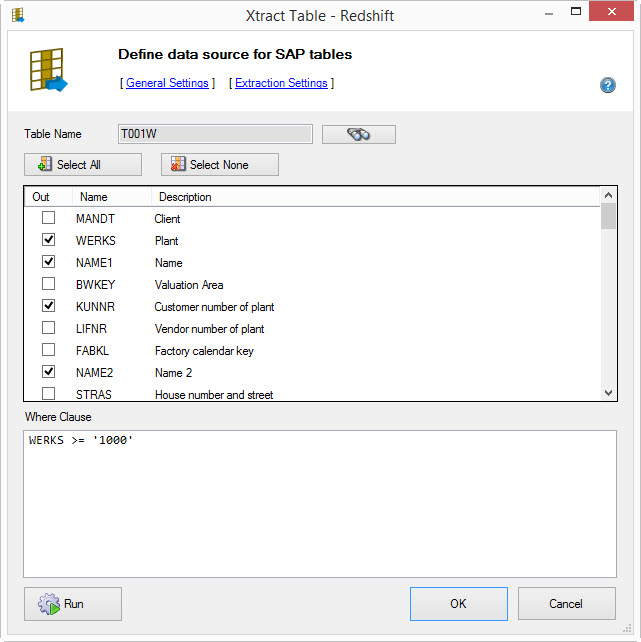 Xtract Table - Redshift
Define data source for SAP tables
[ General Settings ] [ Extraction Settings ]
?
Table Name T001W
Select All Select None
Out Name Description
MANDT Client
WERKS Plant
NAME1 Name
BWKEY Valuation Area
KUNNR Customer number of plant
LIFNR Vendor number of plant
FABKL Factory calendar key
NAME2 Name 2
STRAS House number and street
Where Clause
WERKS >= '1000'
Run OK Cancel